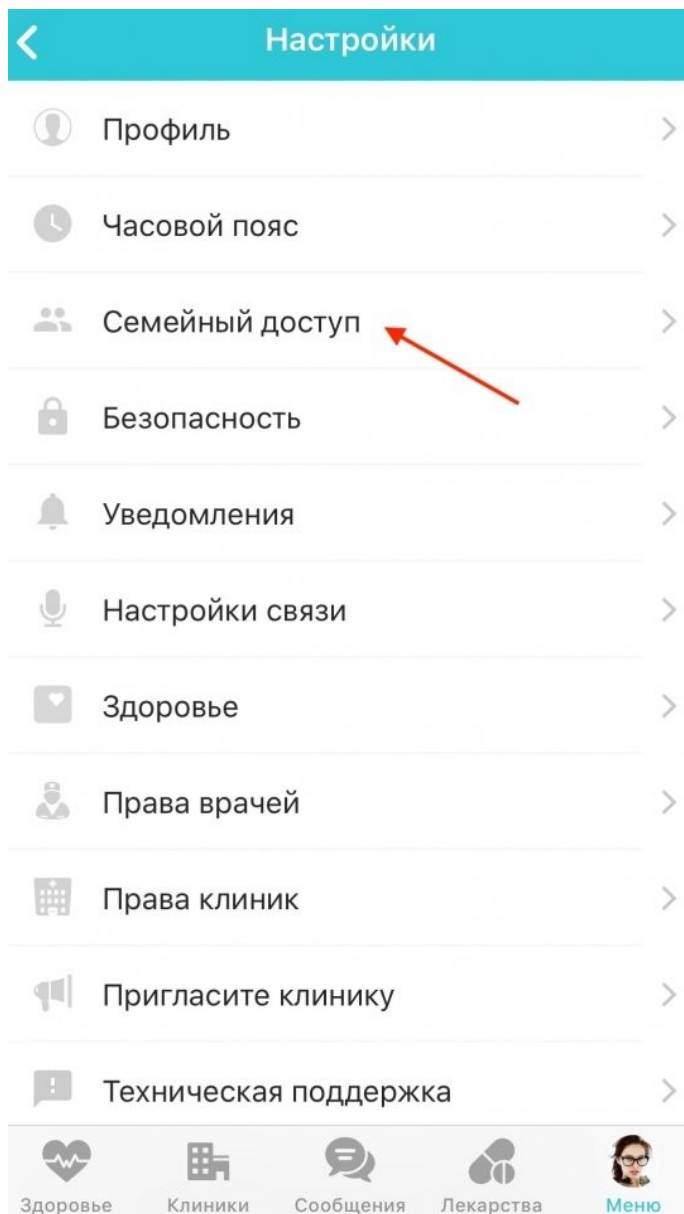 Настройки
Профиль
Часовой пояс
Семейный доступ
Безопасность
Уведомления
Настройки связи
Здоровье
Права врачей
Права клиник
Пригласите клинику
Техническая поддержка
Здоровье Клиники Сообщения Лекарства Меню